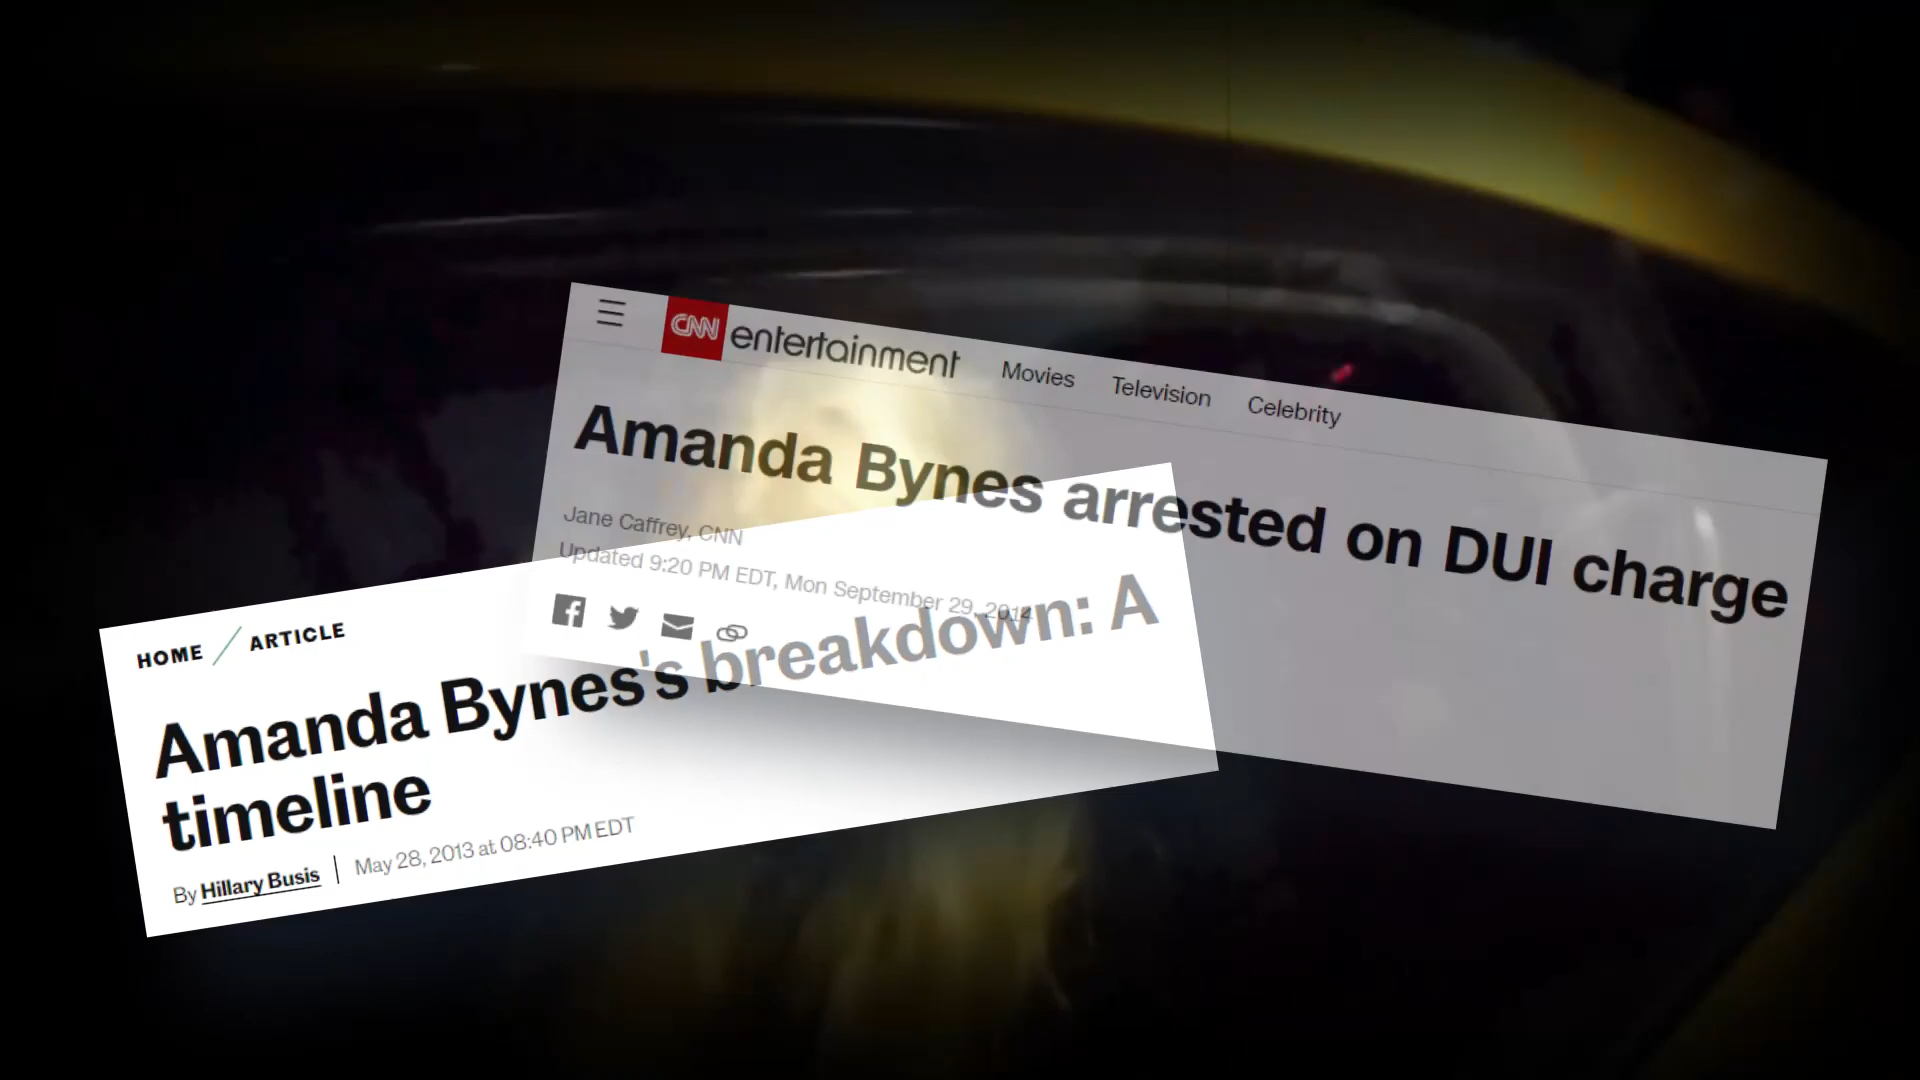 CNN entertainment Movies Television Celebrity
Amanda Bynes arrested on DUI charge
Jane Caffrey, CNN
Updated 9:20 PM EDT, Mon September 29, 2014
HOME / ARTICLE
Amanda Bynes's breakdown: A
timeline
By Hillary Busis | May 28, 2013 at 08:40 PM EDT